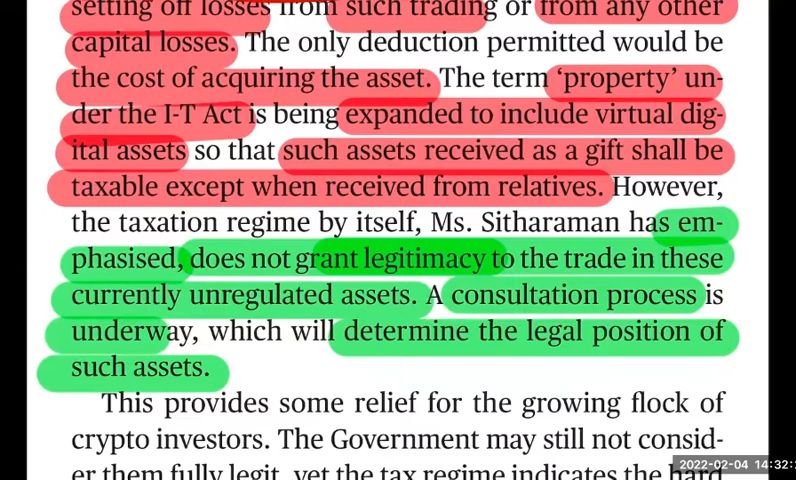 setting off losses from such trading or from any other
capital losses. The only deduction permitted would be
the cost of acquiring the asset. The term ‘property’ un-
der the I-T Act is being expanded to include virtual dig-
ital assets so that such assets received as a gift shall be
taxable except when received from relatives. However,
the taxation regime by itself, Ms. Sitharaman has em-
phasised, does not grant legitimacy to the trade in these
currently unregulated assets. A consultation process is
underway, which will determine the legal position of
such assets.
This provides some relief for the growing flock of
crypto investors. The Government may still not consid-
er them fully legit, yet the tax regime indicates the hard
2022-02-04 14:32: